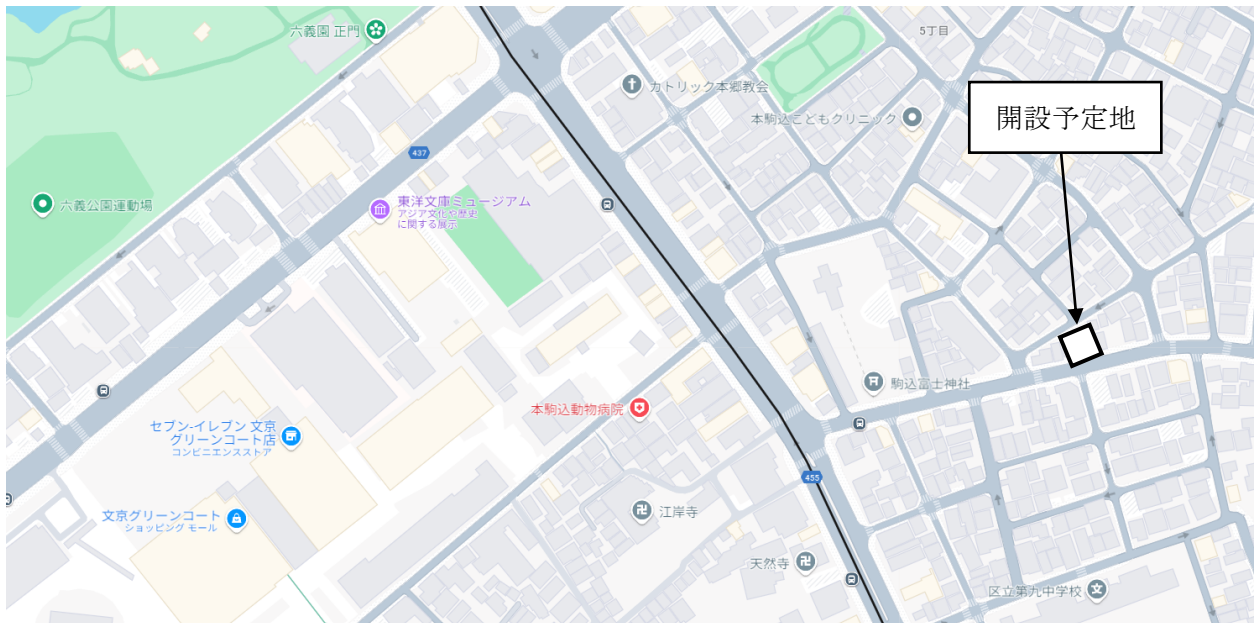 六義園 正門
5丁目
カトリック本郷教会
本駒込こどもクリニック
開設予定地
437
六義公園運動場
東洋文庫ミュージアム
アジア文化や歴史
に関する展示
駒込富士神社
本駒込動物病院
セブン-イレブン 文京
グリーンコート店
コンビニエンスストア
455
文京グリーンコート
ショッピング モール
江岸寺
天然寺
区立第九中学校